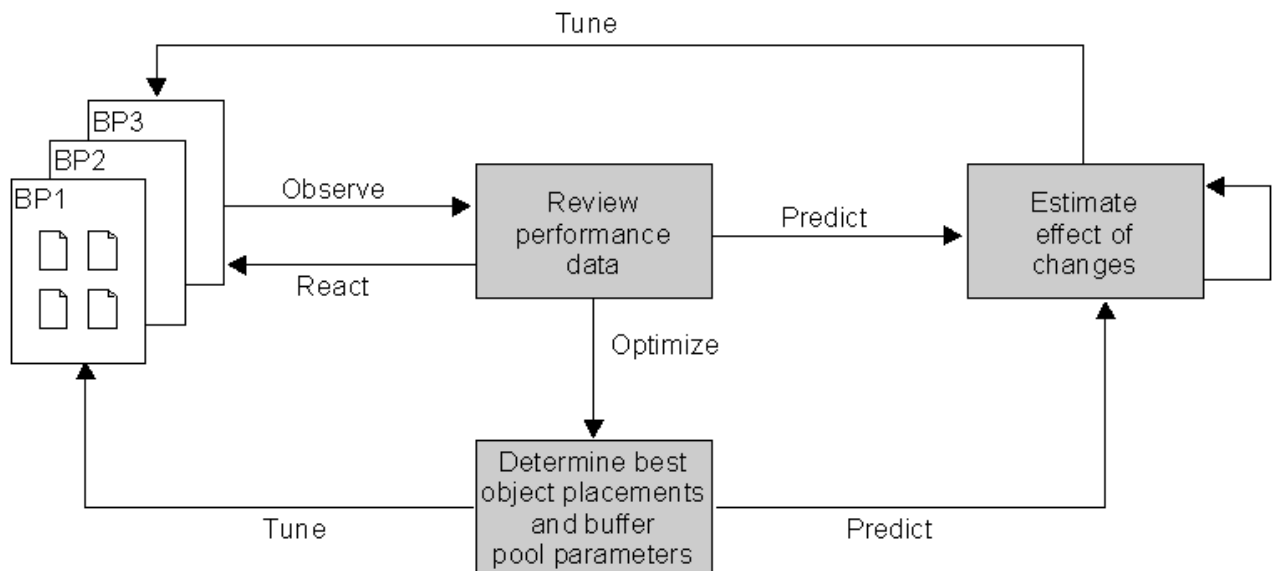 Tune
BP3
BP2
BP1
Observe
React
Review
performance
data
Predict
Estimate
effect of
changes
Optimize
Determine best
object placements
and buffer
pool parameters
Tune
Predict